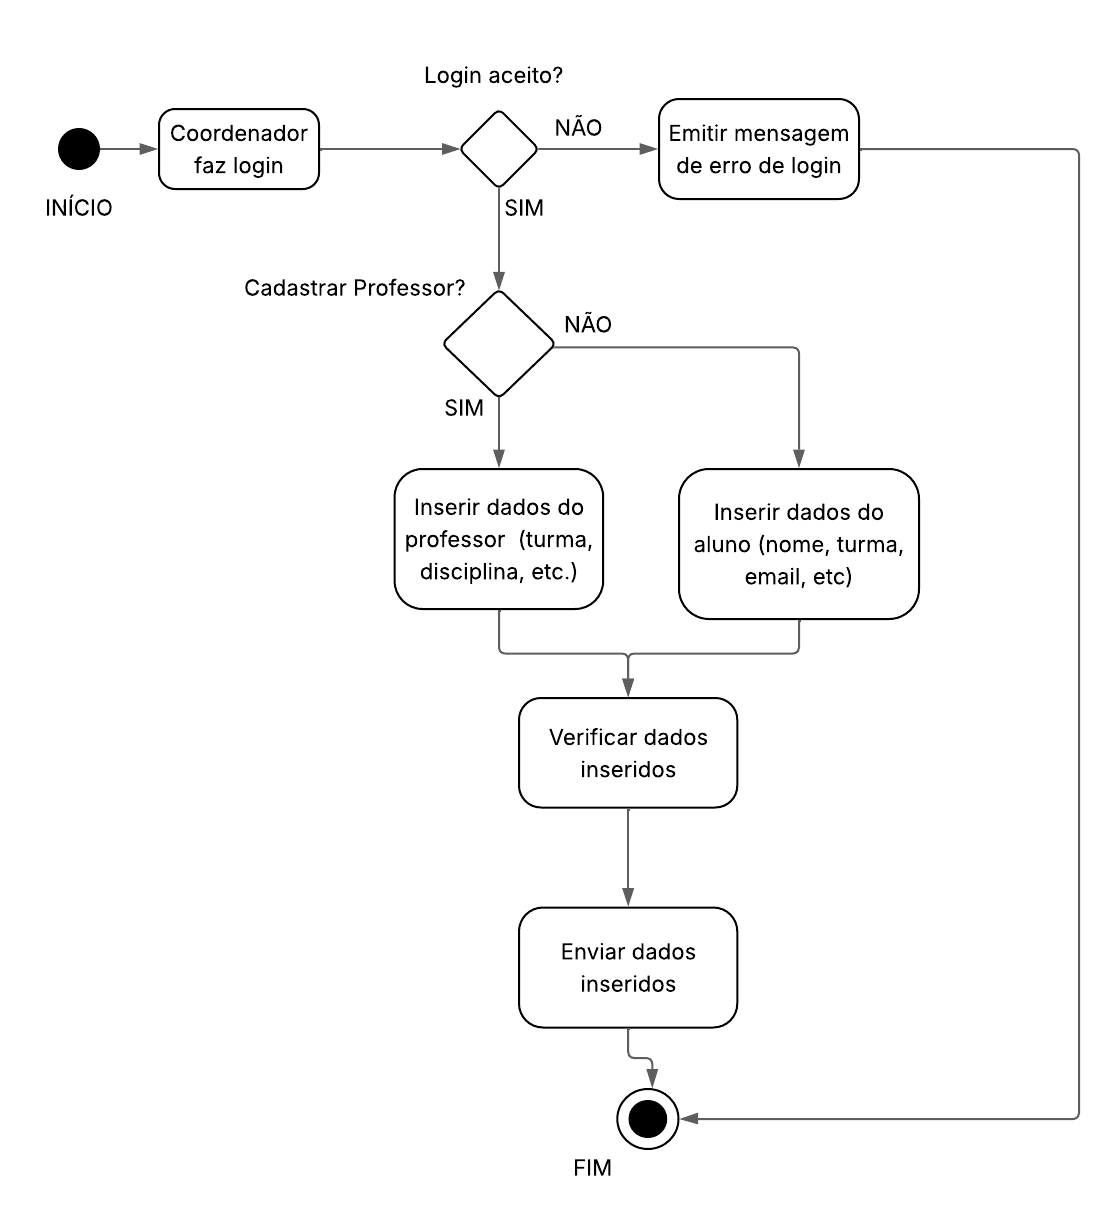 Login aceito?
Coordenador
faz login
NÃO
Emitir mensagem
de erro de login
INÍCIO
SIM
Cadastrar Professor?
NÃO
SIM
Inserir dados do
professor  (turma,
disciplina, etc.)
Inserir dados do
aluno (nome, turma,
email, etc)
Verificar dados
inseridos
Enviar dados
inseridos
FIM